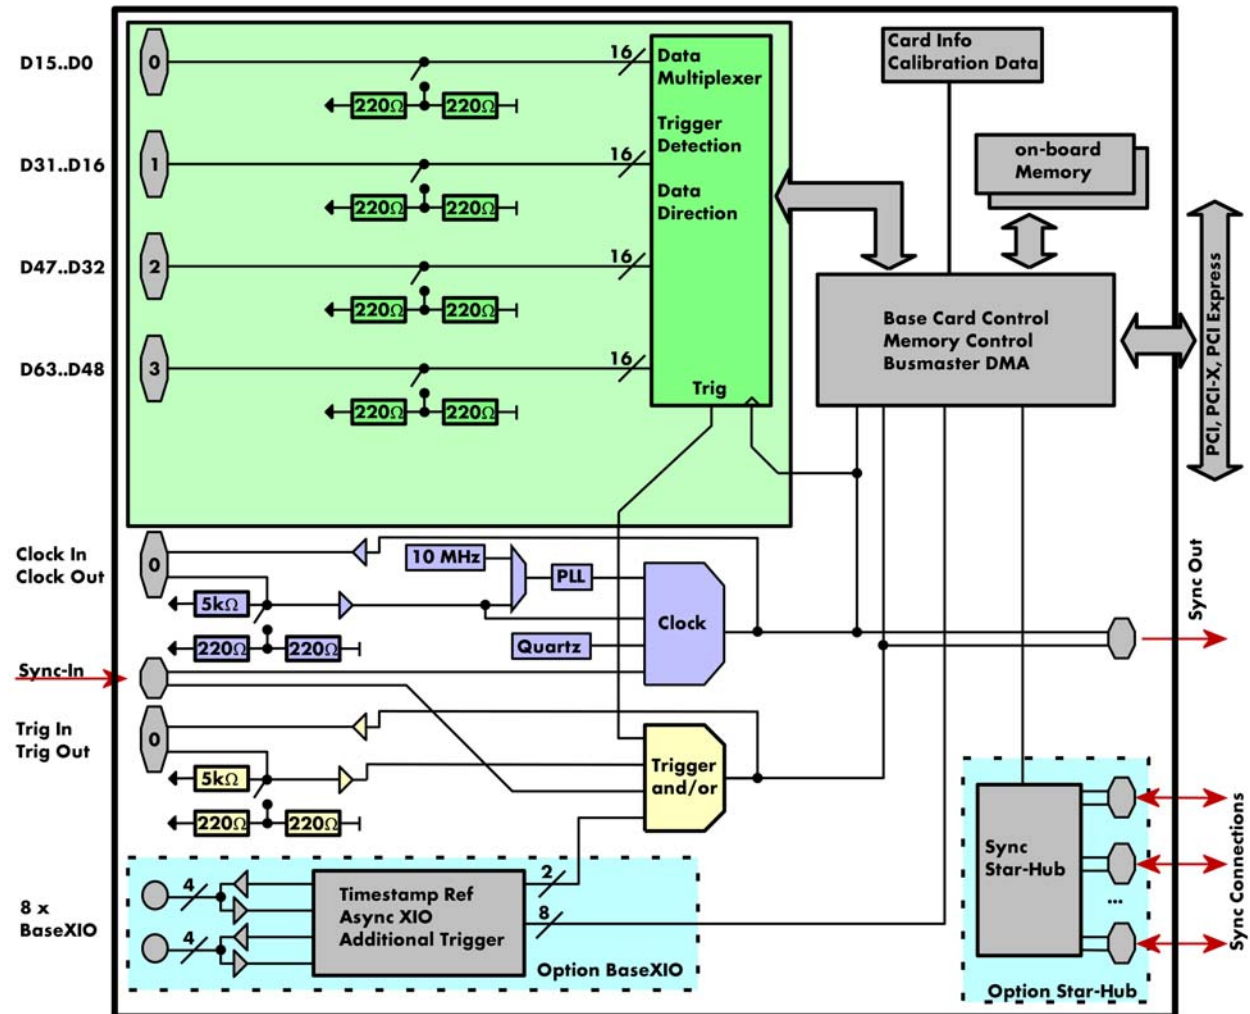 D15..D0
0
16
Data
Multiplexer
220Ω
220Ω
D31..D16
1
16
Trigger
Detection
220Ω
220Ω
Data
Direction
D47..D32
2
16
220Ω
220Ω
D63..D48
3
16
220Ω
220Ω
Trig
Card Info
Calibration Data
on-board
Memory
Base Card Control
Memory Control
Busmaster DMA
PCI, PCI-X, PCI Express
Clock In
Clock Out
0
10 MHz
PLL
5kΩ
220Ω
220Ω
Quartz
Clock
Sync Out
Sync-In
Trig In
Trig Out
0
5kΩ
220Ω
220Ω
Trigger
and/or
8 x
BaseXIO
4
4
Timestamp Ref
Async XIO
Additional Trigger
2
8
Option BaseXIO
Sync
Star-Hub
...
Option Star-Hub
Sync Connections